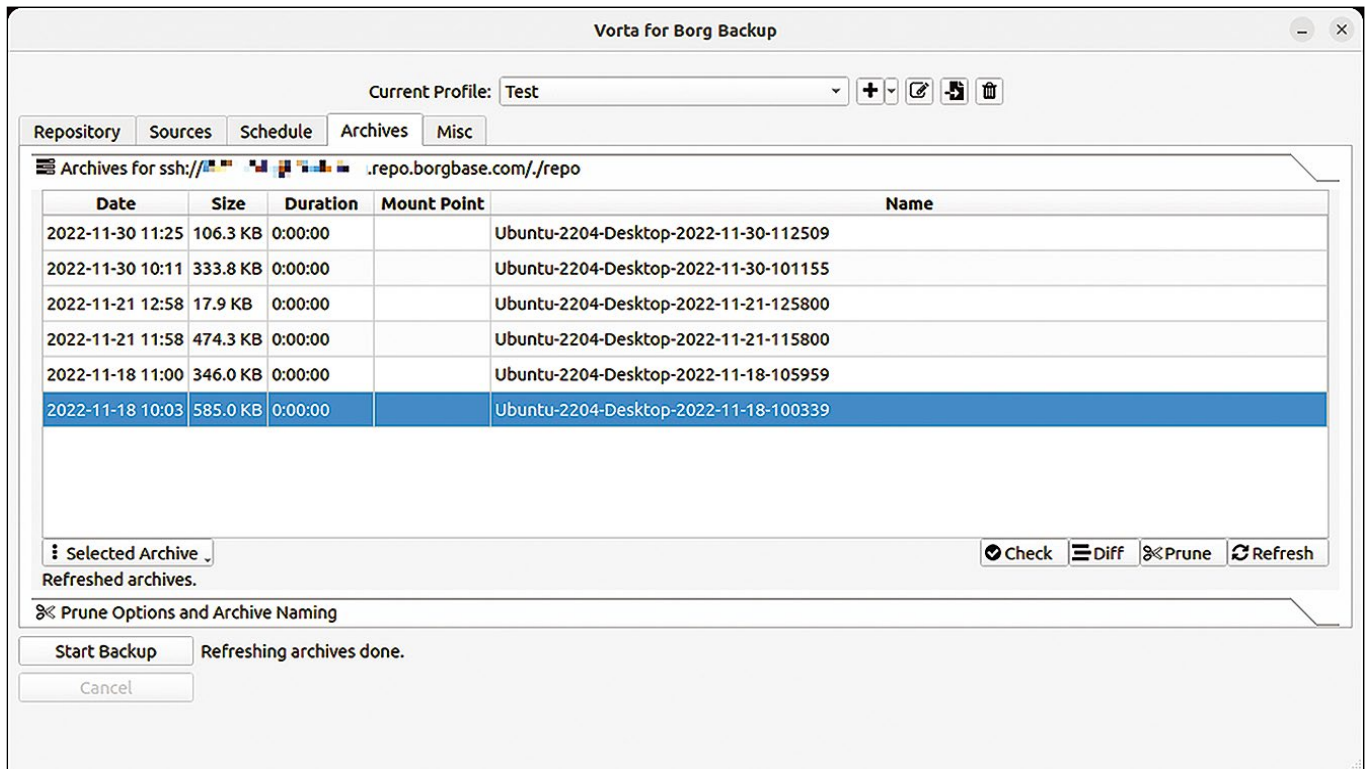 Vorta for Borg Backup
Current Profile: Test
Repository Sources Schedule Archives Misc
Archives for ssh:// .repo.borgbase.com/./repo
Date Size Duration Mount Point Name
2022-11-30 11:25 106.3 KB 0:00:00 Ubuntu-2204-Desktop-2022-11-30-112509
2022-11-30 10:11 333.8 KB 0:00:00 Ubuntu-2204-Desktop-2022-11-30-101155
2022-11-21 12:58 17.9 KB 0:00:00 Ubuntu-2204-Desktop-2022-11-21-125800
2022-11-21 11:58 474.3 KB 0:00:00 Ubuntu-2204-Desktop-2022-11-21-115800
2022-11-18 11:00 346.0 KB 0:00:00 Ubuntu-2204-Desktop-2022-11-18-105959
2022-11-18 10:03 585.0 KB 0:00:00 Ubuntu-2204-Desktop-2022-11-18-100339
Selected Archive Check Diff Prune Refresh
Refreshed archives.
Prune Options and Archive Naming
Start Backup Refreshing archives done.
Cancel